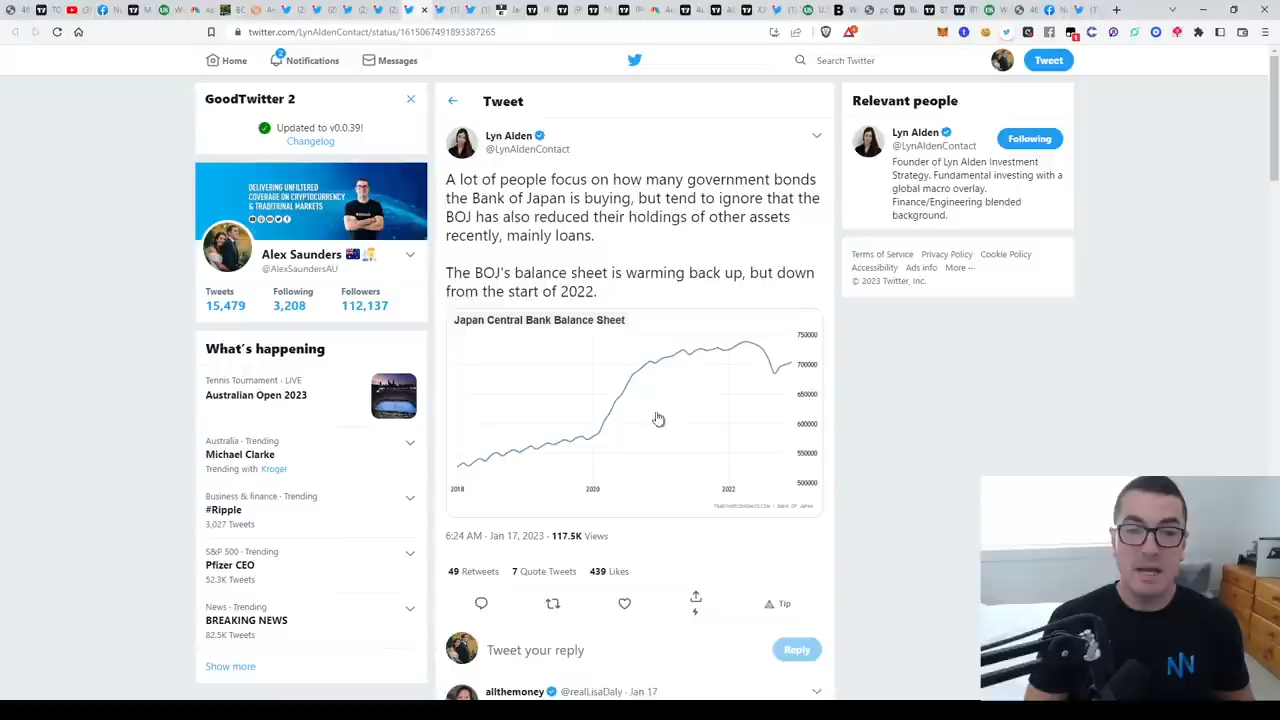 twitter.com/LynAldenContact/status/1615067491893387265
Home
2
Notifications
Messages
Search Twitter
Tweet
GoodTwitter 2
Updated to v0.0.39!
Changelog
DELIVERING UNFILTERED
COVERAGE ON CRYPTOCURRENCY
& TRADITIONAL MARKETS
Alex Saunders
@AlexSaundersAU
Tweets Following Followers
15,479 3,208 112,137
What's happening
Tennis Tournament · LIVE
Australian Open 2023
Australia · Trending
Michael Clarke
Trending with Kroger
Business & finance · Trending
#Ripple
3,027 Tweets
S&P 500 · Trending
Pfizer CEO
52.3K Tweets
News · Trending
BREAKING NEWS
82.5K Tweets
Show more
Tweet
Lyn Alden
@LynAldenContact
A lot of people focus on how many government bonds
the Bank of Japan is buying, but tend to ignore that the
BOJ has also reduced their holdings of other assets
recently, mainly loans.
The BOJ's balance sheet is warming back up, but down
from the start of 2022.
Japan Central Bank Balance Sheet
750000
700000
650000
600000
550000
500000
2018 2020 2022
TRADINGECONOMICS.COM | BANK OF JAPAN
6:24 AM · Jan 17, 2023 · 117.5K Views
49 Retweets 7 Quote Tweets 439 Likes
Tip
Tweet your reply
Reply
allthemoney @realLisaDaly · Jan 17
Relevant people
Lyn Alden
@LynAldenContact
Following
Founder of Lyn Alden Investment
Strategy. Fundamental investing with a
global macro overlay.
Finance/Engineering blended
background.
Terms of Service Privacy Policy Cookie Policy
Accessibility Ads info More ···
© 2023 Twitter, Inc.